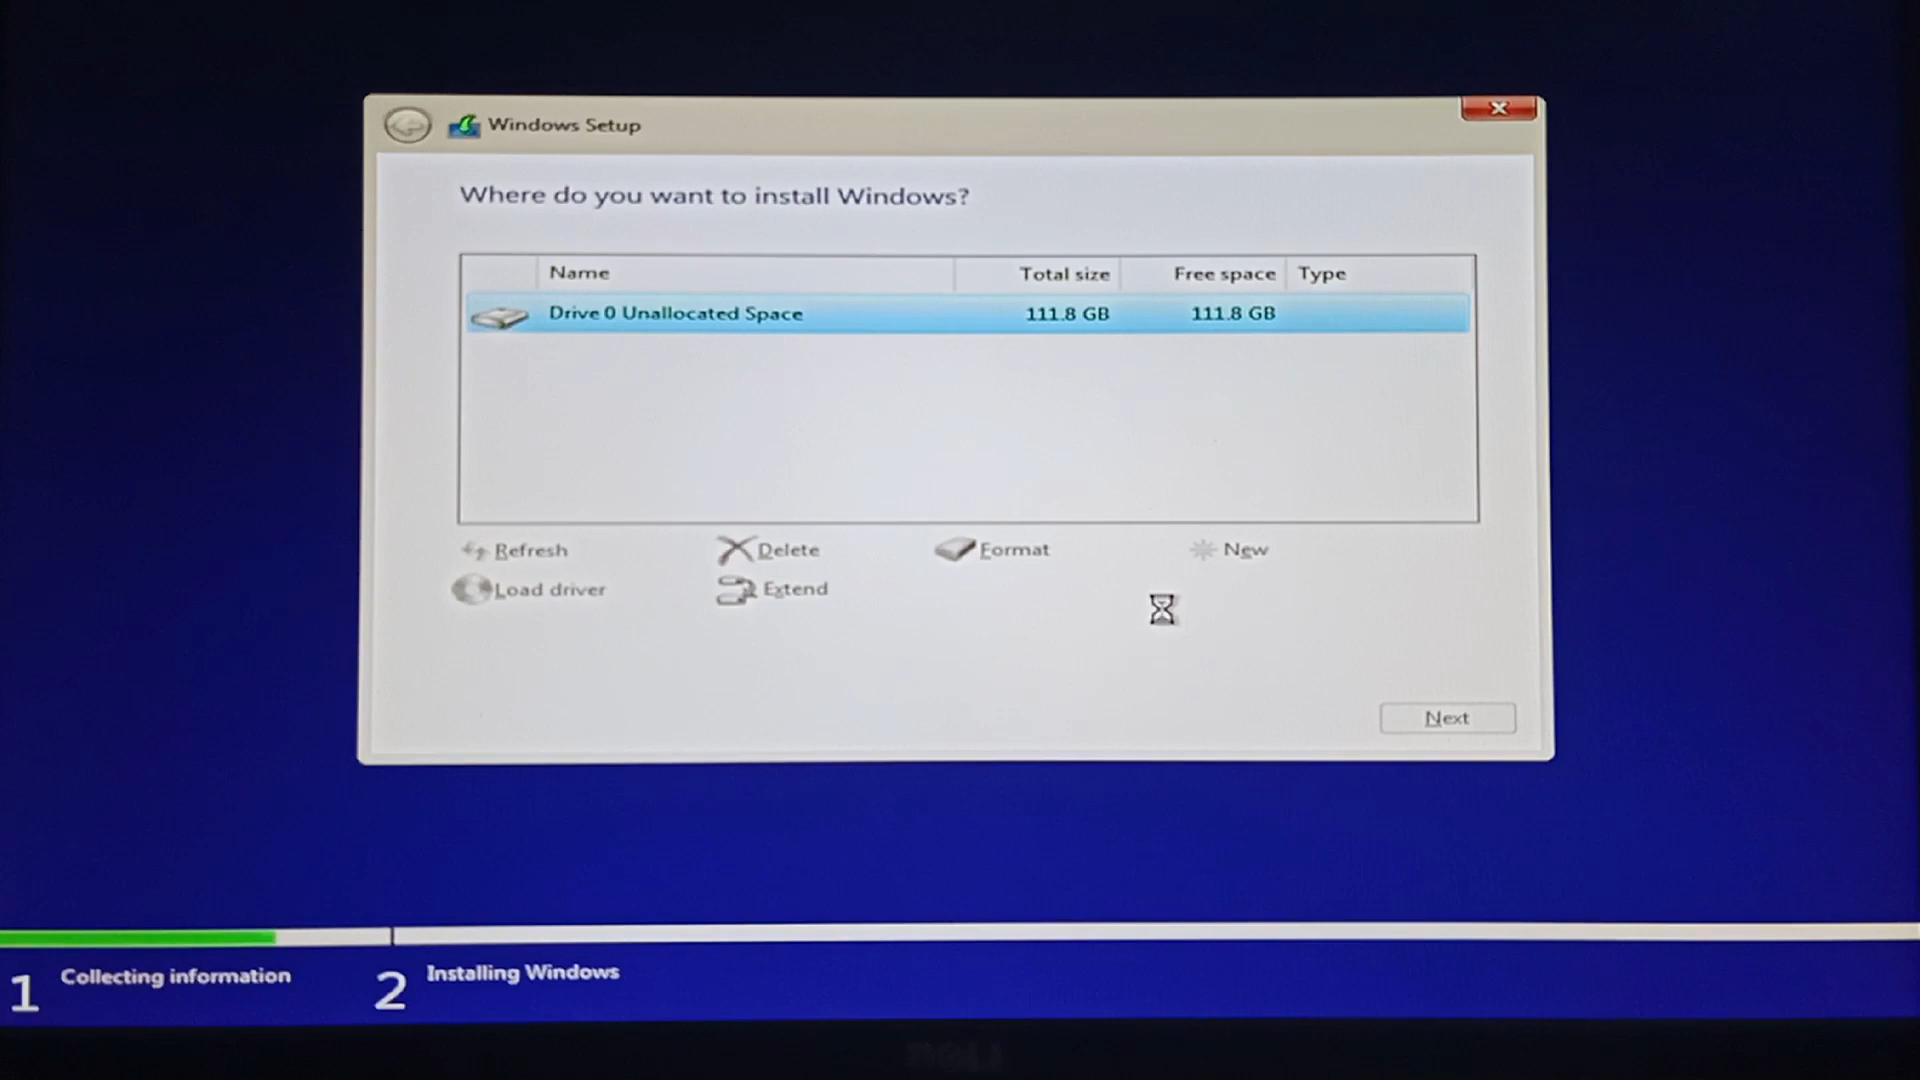 Windows Setup
Where do you want to install Windows?
Name Total size Free space Type
Drive 0 Unallocated Space 111.8 GB 111.8 GB
Refresh Delete Format New
Load driver Extend
Next
1 Collecting information 2 Installing Windows
DELL